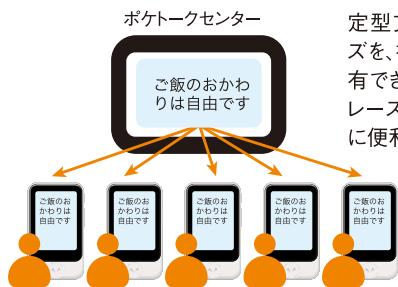 ポケトークセンター
ご飯のおかわ
りは自由です
定型
ズを、
有でき
レース
に便利
ご飯のお
かわりは
自由です
ご飯のお
かわりは
自由です
ご飯のお
かわりは
自由です
ご飯のお
かわりは
自由です
ご飯のお
かわりは
自由です